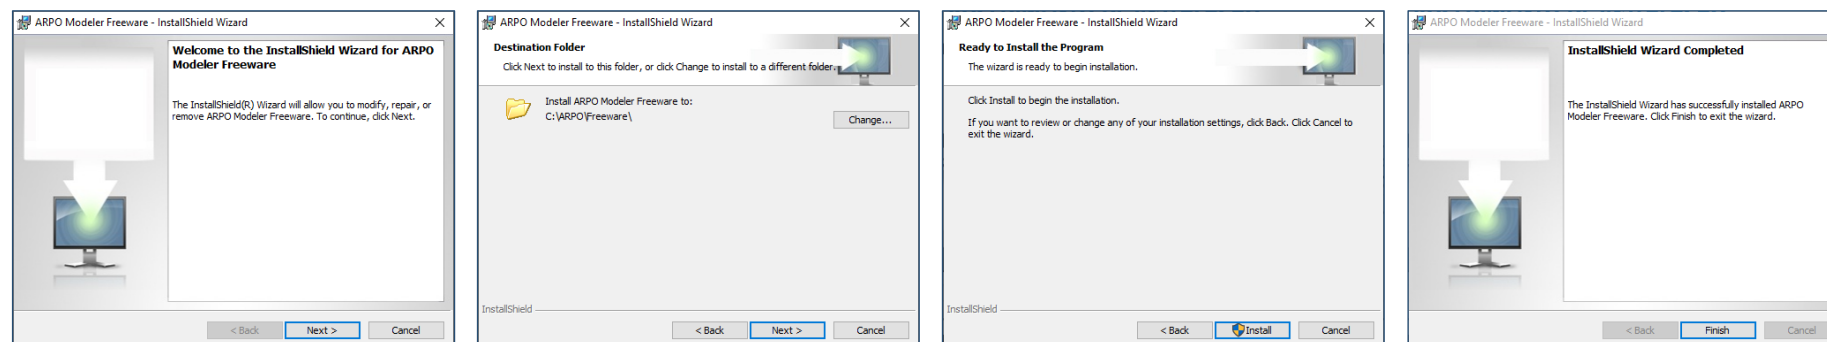 ARPO Modeler Freeware - InstallShield Wizard
Welcome to the InstallShield Wizard for ARPO
Modeler Freeware
The InstallShield(R) Wizard will allow you to modify, repair, or
remove ARPO Modeler Freeware. To continue, click Next.
< Back
Next >
Cancel
ARPO Modeler Freeware - InstallShield Wizard
Destination Folder
Click Next to install to this folder, or click Change to install to a different folder.
Install ARPO Modeler Freeware to:
C:\ARPO\Freeware\
Change...
InstallShield
< Back
Next >
Cancel
ARPO Modeler Freeware - InstallShield Wizard
Ready to Install the Program
The wizard is ready to begin installation.
Click Install to begin the installation.
If you want to review or change any of your installation settings, click Back. Click Cancel to
exit the wizard.
InstallShield
< Back
Install
Cancel
ARPO Modeler Freeware - InstallShield Wizard
InstallShield Wizard Completed
The InstallShield Wizard has successfully installed ARPO
Modeler Freeware. Click Finish to exit the wizard.
< Back
Finish
Cancel